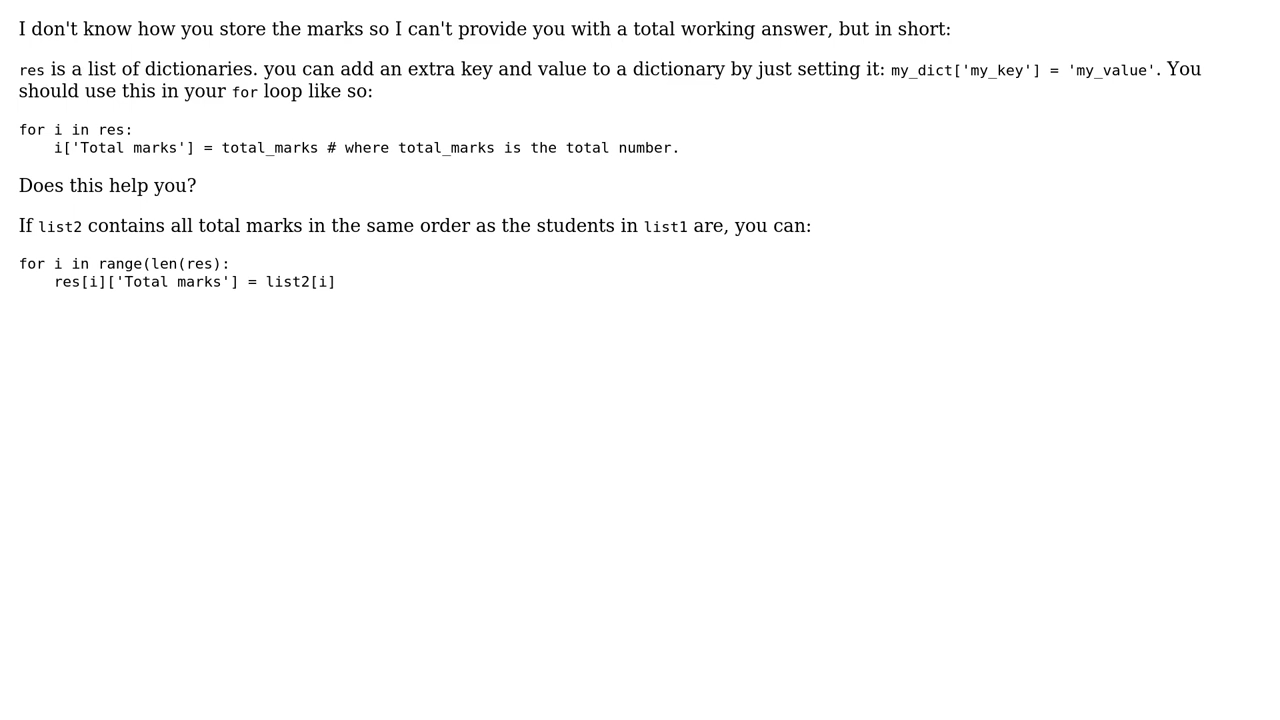 I don't know how you store the marks so I can't provide you with a total working answer, but in short:
res is a list of dictionaries. you can add an extra key and value to a dictionary by just setting it: my_dict['my_key'] = 'my_value'. You
should use this in your for loop like so:
for i in res:
    i['Total marks'] = total_marks # where total_marks is the total number.
Does this help you?
If list2 contains all total marks in the same order as the students in list1 are, you can:
for i in range(len(res):
    res[i]['Total marks'] = list2[i]